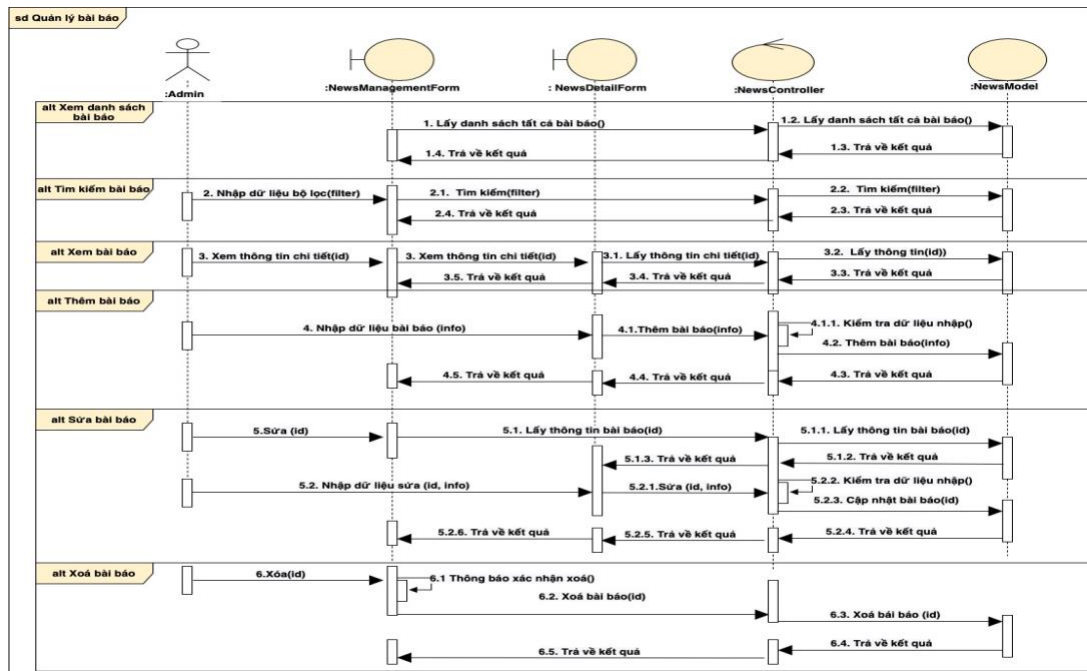 sd Quản lý bài báo
:Admin
:NewsManagementForm
: NewsDetailForm
:NewsController
:NewsModel
alt Xem danh sách
bài báo
1. Lấy danh sách tất cả bài báo()
1.2. Lấy danh sách tất cả bài báo()
1.4. Trả về kết quả
1.3. Trả về kết quả
alt Tìm kiếm bài báo
2. Nhập dữ liệu bộ lọc(filter)
2.1. Tìm kiếm(filter)
2.2. Tìm kiếm(filter)
2.4. Trả về kết quả
2.3. Trả về kết quả
alt Xem bài báo
3. Xem thông tin chi tiết(id)
3. Xem thông tin chi tiết(id)
3.1. Lấy thông tin chi tiết(id)
3.2. Lấy thông tin(id))
3.5. Trả về kết quả
3.4. Trả về kết quả
3.3. Trả về kết quả
alt Thêm bài báo
4. Nhập dữ liệu bài báo (info)
4.1.Thêm bài báo(info)
4.1.1. Kiểm tra dữ liệu nhập()
4.2. Thêm bài báo(info)
4.5. Trả về kết quả
4.4. Trả về kết quả
4.3. Trả về kết quả
alt Sửa bài báo
5.Sửa (id)
5.1. Lấy thông tin bài báo(id)
5.1.1. Lấy thông tin bài báo(id)
5.1.3. Trả về kết quả
5.1.2. Trả về kết quả
5.2. Nhập dữ liệu sửa (id, info)
5.2.1.Sửa (id, info)
5.2.2. Kiểm tra dữ liệu nhập()
5.2.3. Cập nhật bài báo(id)
5.2.6. Trả về kết quả
5.2.5. Trả về kết quả
5.2.4. Trả về kết quả
alt Xoá bài báo
6.Xóa(id)
6.1 Thông báo xác nhận xoá()
6.2. Xoá bài báo(id)
6.3. Xoá bái báo (id)
6.5. Trả về kết quả
6.4. Trả về kết quả